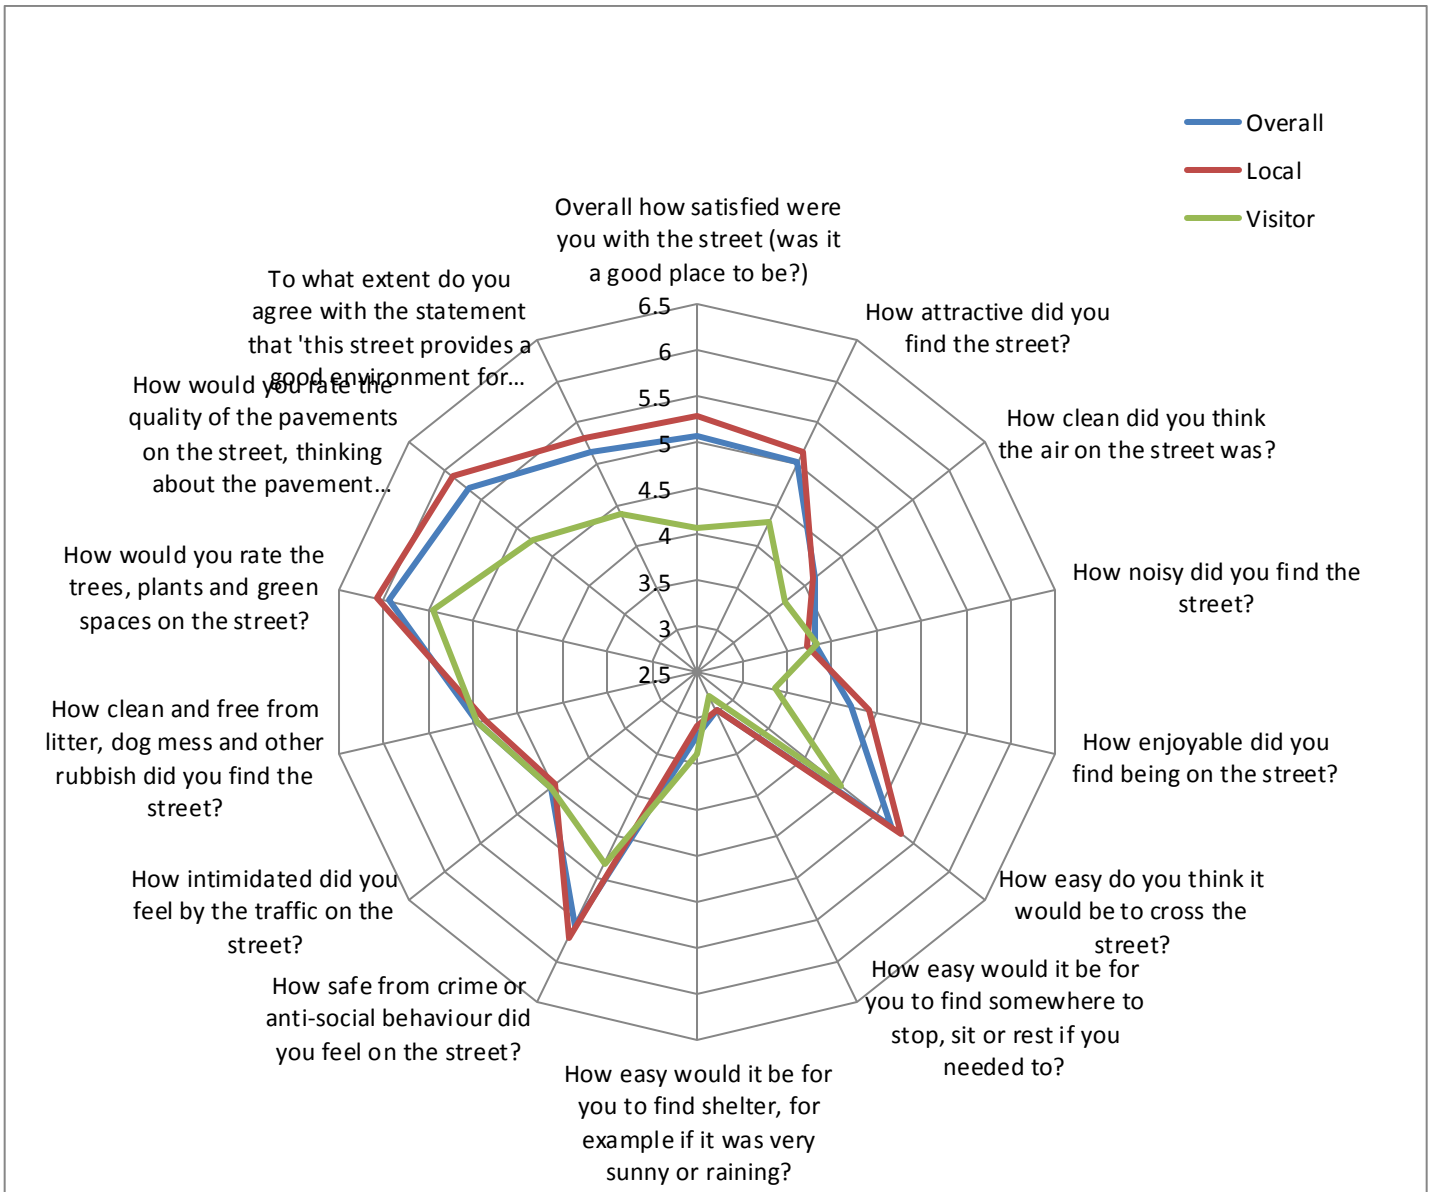 Overall
Local
Visitor
Overall how satisfied were
you with the street (was it
a good place to be?)
How attractive did you
find the street?
How clean did you think
the air on the street was?
How noisy did you find the
street?
How enjoyable did you
find being on the street?
How easy do you think it
would be to cross the
street?
How easy would it be for
you to find somewhere to
stop, sit or rest if you
needed to?
How easy would it be for
you to find shelter, for
example if it was very
sunny or raining?
How safe from crime or
anti-social behaviour did
you feel on the street?
How intimidated did you
feel by the traffic on the
street?
How clean and free from
litter, dog mess and other
rubbish did you find the
street?
How would you rate the
trees, plants and green
spaces on the street?
How would you rate the
quality of the pavements
on the street, thinking
about the pavement...
To what extent do you
agree with the statement
that 'this street provides a
good environment for...
6.5
6
5.5
5
4.5
4
3.5
3
2.5